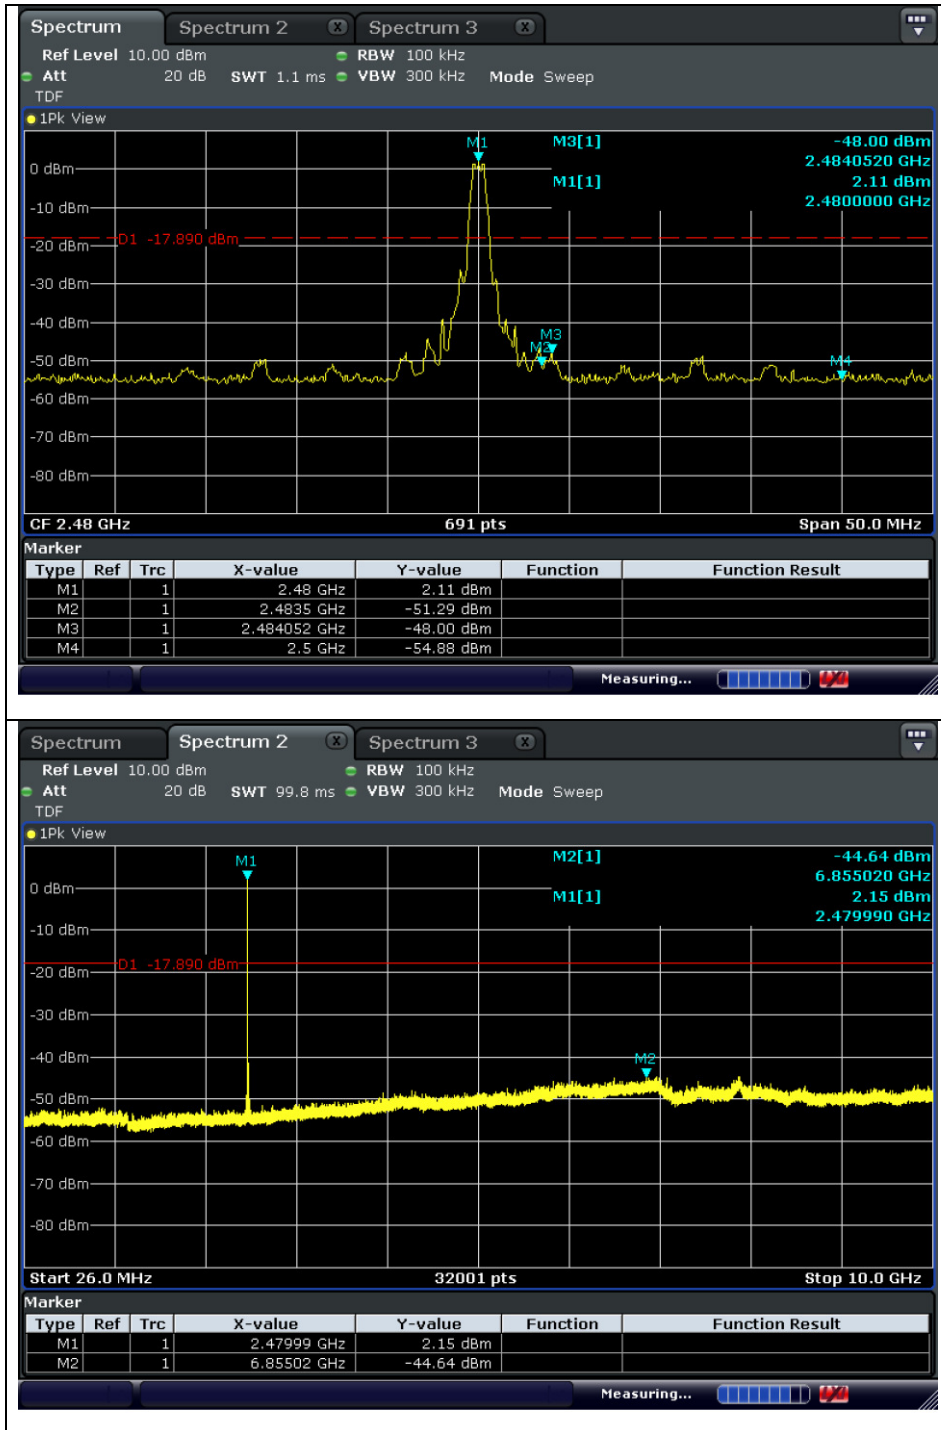 Spectrum Spectrum 2 X Spectrum 3 X
Ref Level 10.00 dBm RBW 100 kHz
Att 20 dB SWT 1.1 ms VBW 300 kHz Mode Sweep
TDF
1Pk View
M1 M3[1] -48.00 dBm
2.4840520 GHz
0 dBm
M1[1] 2.11 dBm
2.4800000 GHz
-10 dBm
D1 -17.890 dBm
-20 dBm
-30 dBm
-40 dBm
M3
M2
-50 dBm M4
-60 dBm
-70 dBm
-80 dBm
CF 2.48 GHz 691 pts Span 50.0 MHz
Marker
Type Ref Trc X-value Y-value Function Function Result
M1 1 2.48 GHz 2.11 dBm
M2 1 2.4835 GHz -51.29 dBm
M3 1 2.484052 GHz -48.00 dBm
M4 1 2.5 GHz -54.88 dBm
Measuring...
Spectrum Spectrum 2 X Spectrum 3 X
Ref Level 10.00 dBm RBW 100 kHz
Att 20 dB SWT 99.8 ms VBW 300 kHz Mode Sweep
TDF
1Pk View
M1 M2[1] -44.64 dBm
6.855020 GHz
0 dBm
M1[1] 2.15 dBm
2.479990 GHz
-10 dBm
D1 -17.890 dBm
-20 dBm
-30 dBm
-40 dBm M2
-50 dBm
-60 dBm
-70 dBm
-80 dBm
Start 26.0 MHz 32001 pts Stop 10.0 GHz
Marker
Type Ref Trc X-value Y-value Function Function Result
M1 1 2.47999 GHz 2.15 dBm
M2 1 6.85502 GHz -44.64 dBm
Measuring...